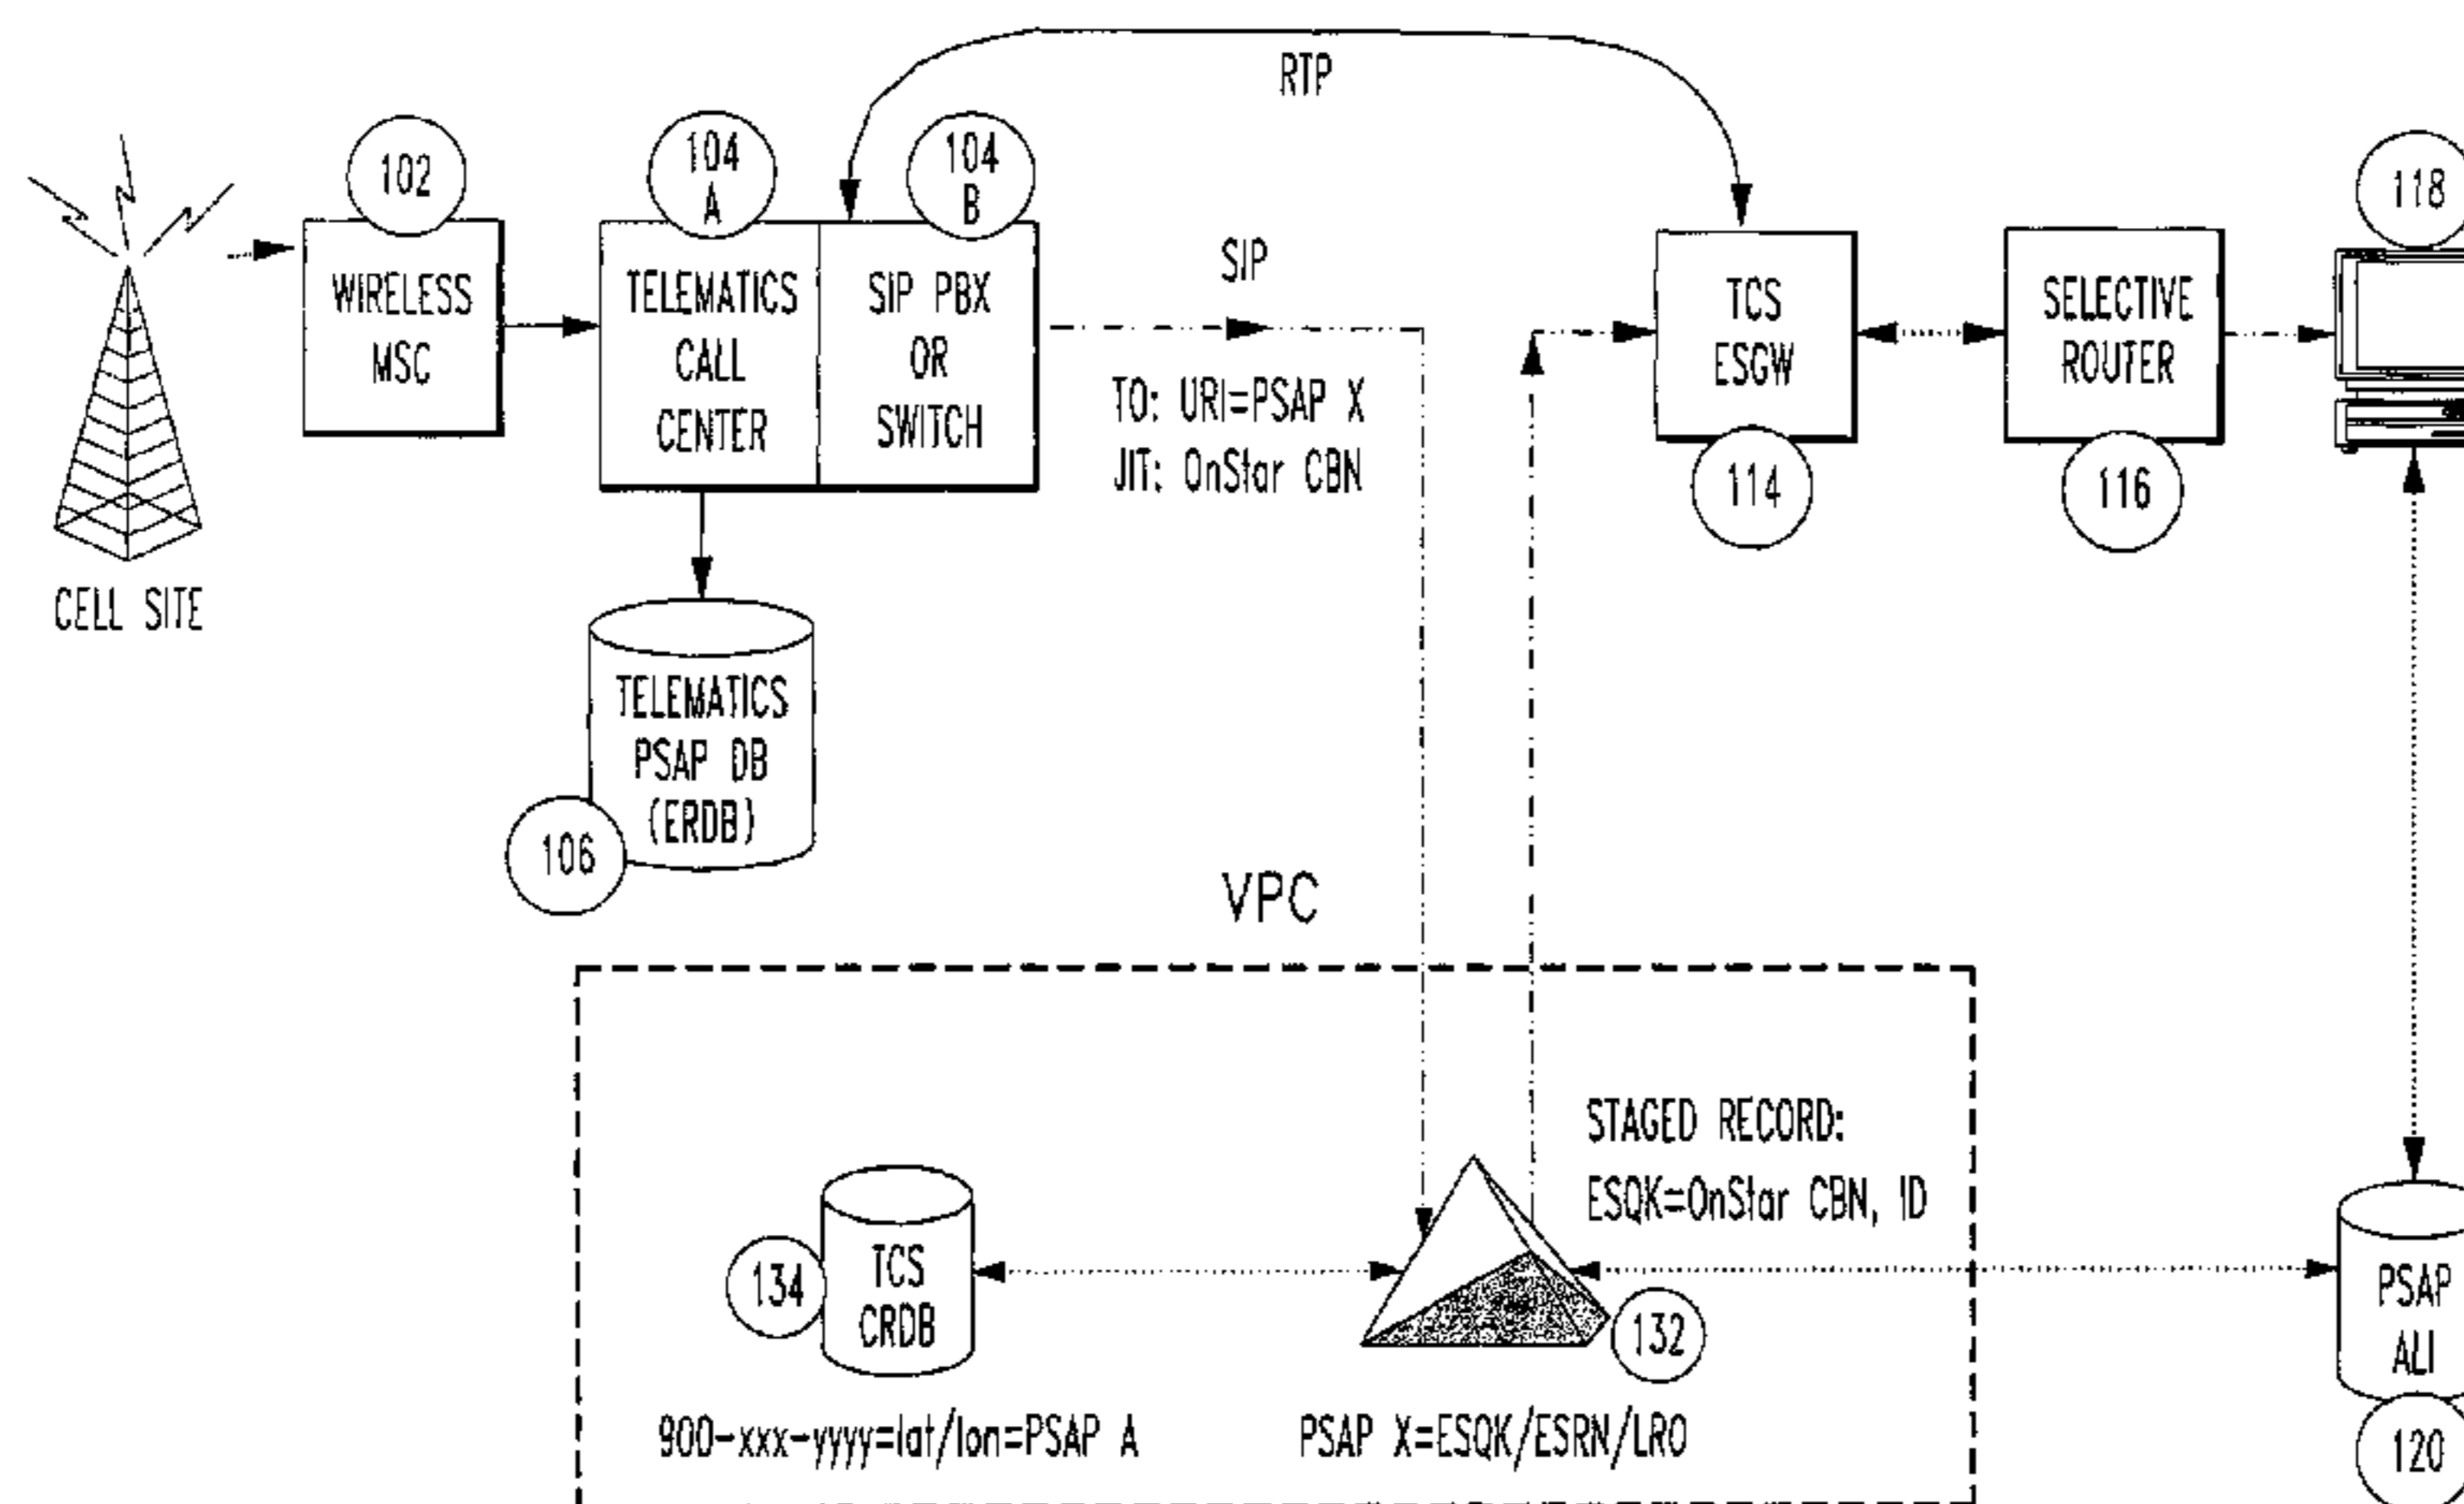 RTP
102
104
A
104
B
118
WIRELESS
MSC
TELEMATICS
CALL
CENTER
SIP PBX
OR
SWITCH
SIP
TO: URI=PSAP X
JIT: OnStar CBN
TCS
ESGW
SELECTIVE
ROUTER
114
116
CELL SITE
TELEMATICS
PSAP DB
(ERDB)
106
VPC
STAGED RECORD:
ESQK=OnStar CBN, ID
134
TCS
CRDB
132
PSAP
ALI
900-xxx-yyyy=lat/lon=PSAP A
PSAP X=ESQK/ESRN/LRO
120